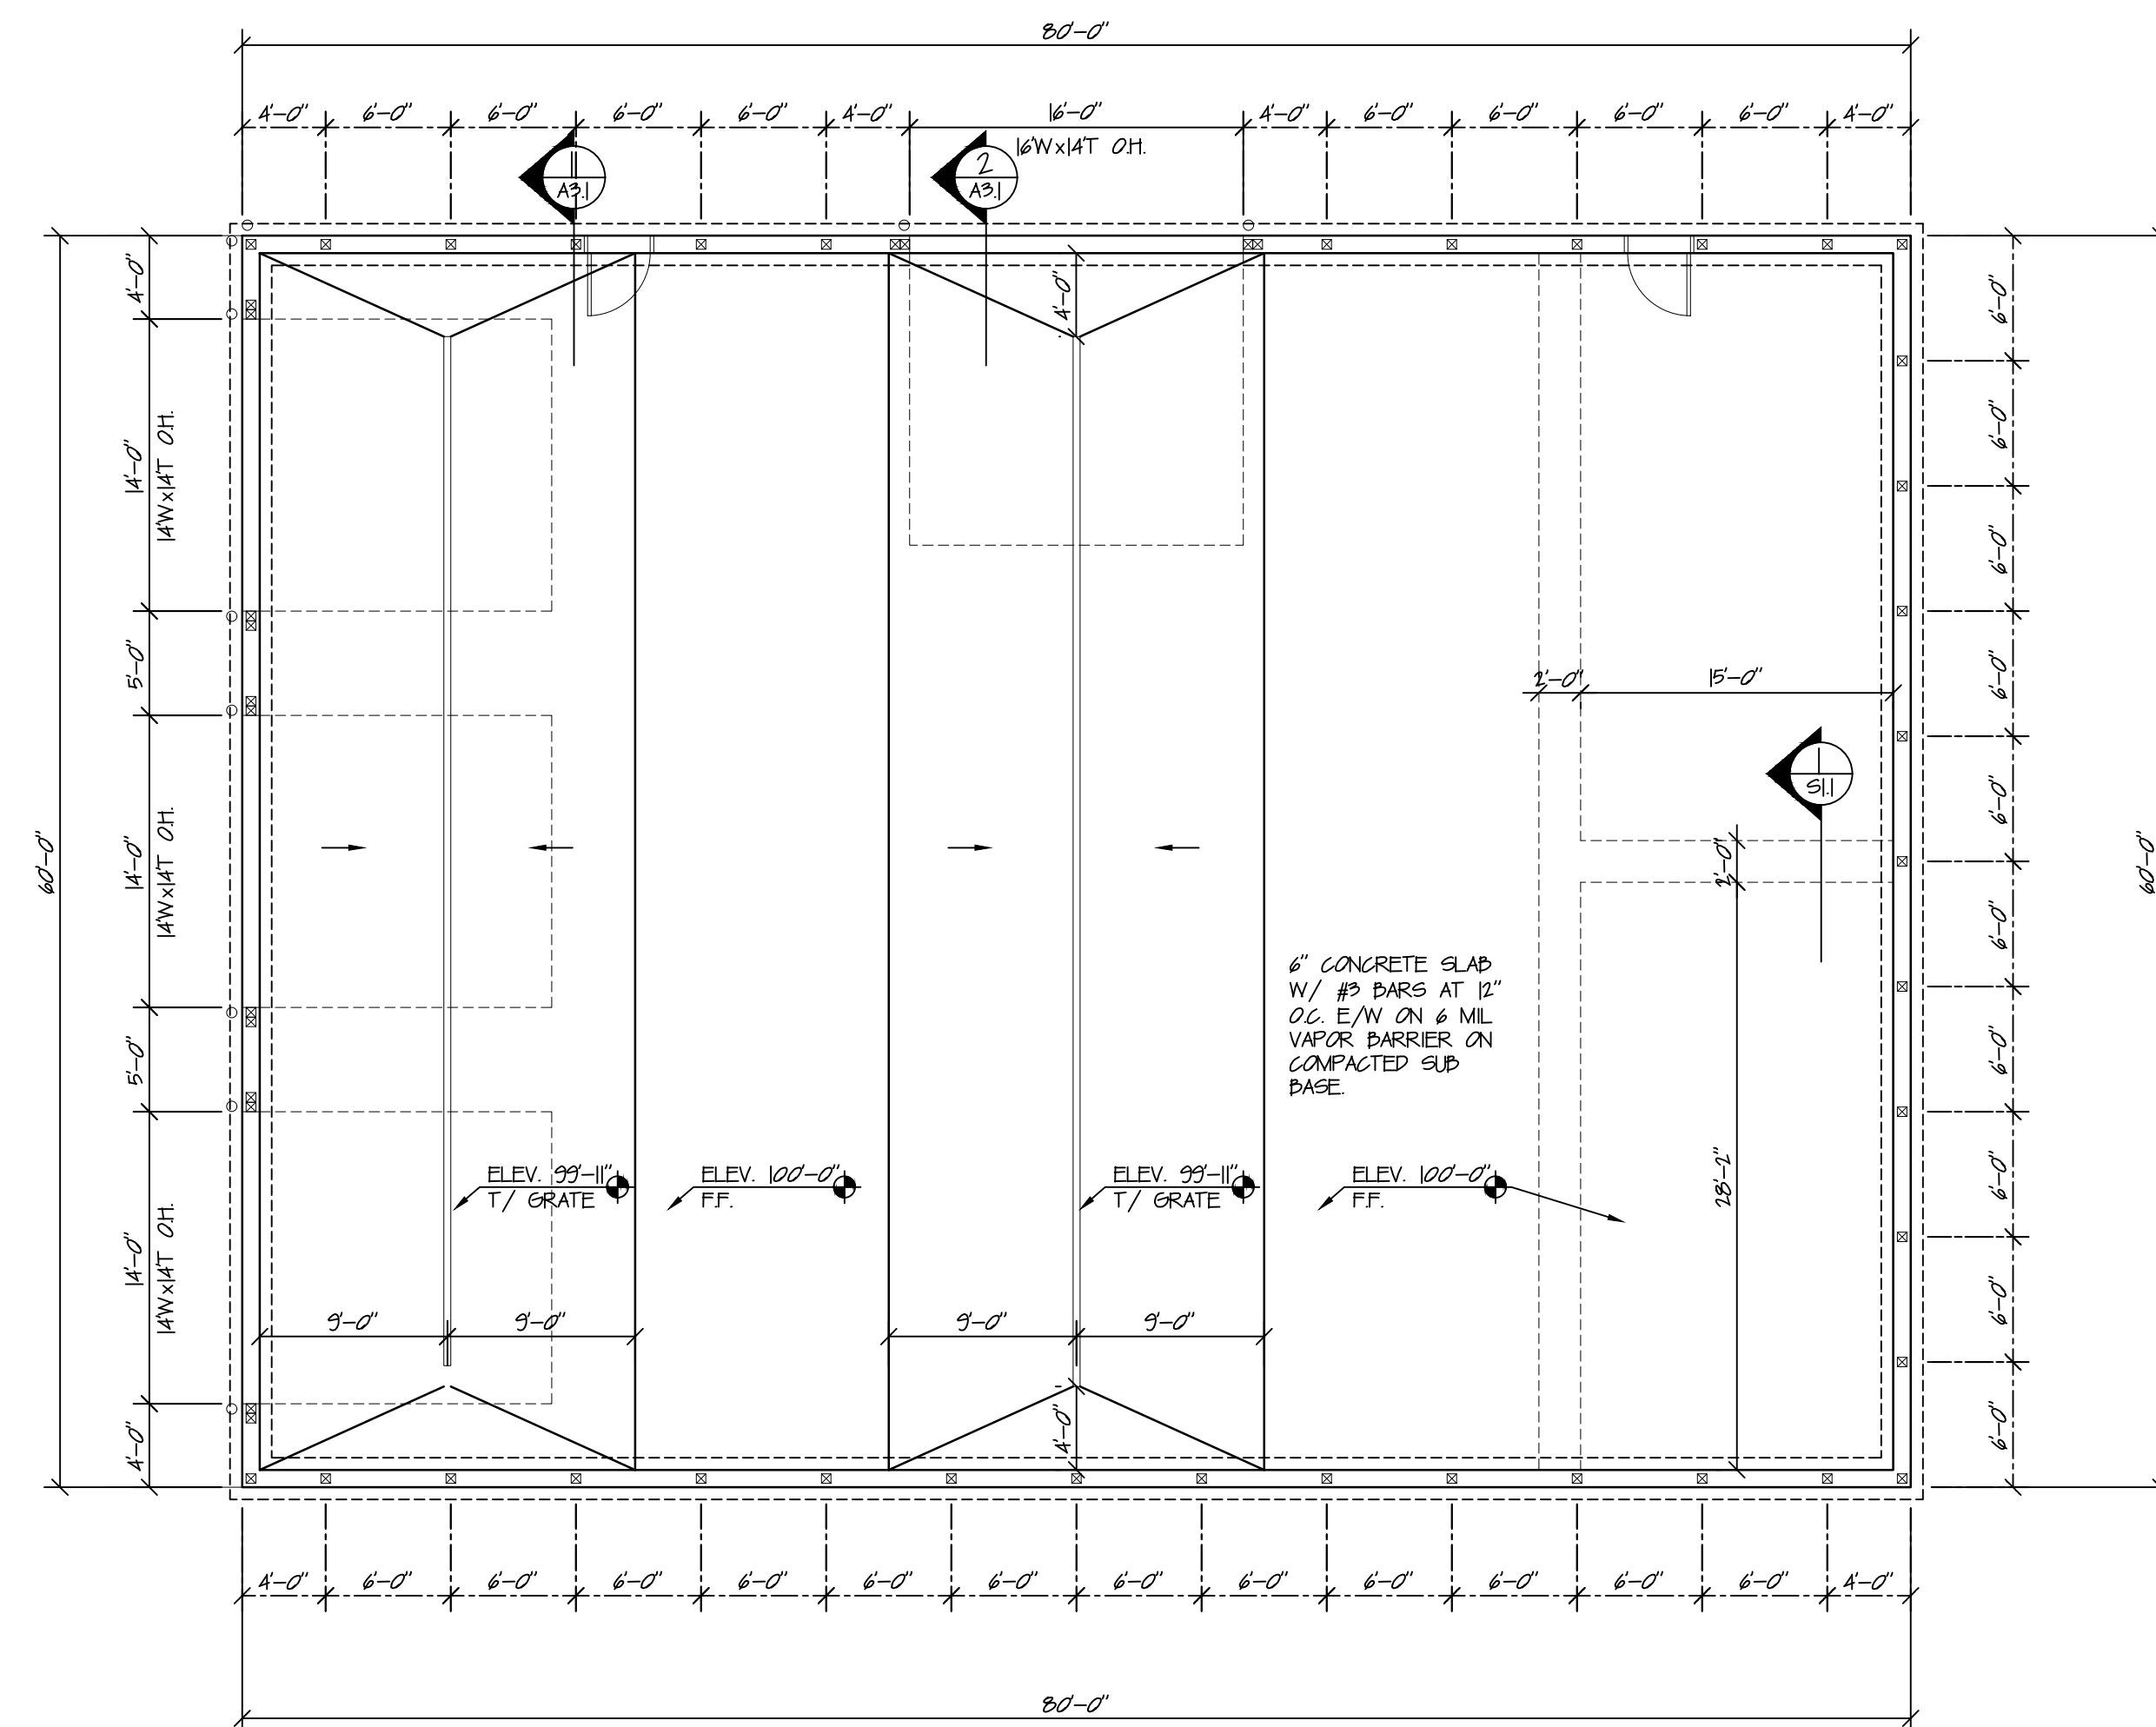 80'-0"
4'-0" 6'-0" 6'-0" 6'-0" 6'-0" 4'-0" 16'-0" 4'-0" 6'-0" 6'-0" 6'-0" 6'-0" 4'-0"
16'Wx14'T O.H.
1
A3.1
2
A3.1
4'-0"
14'-0"
14'Wx14'T O.H.
5'-0"
14'-0"
14'Wx14'T O.H.
5'-0"
14'-0"
14'Wx14'T O.H.
4'-0"
60'-0"
4'-0"
2'-0" 15'-0"
1
S1.1
2'-0"
28'-2"
6" CONCRETE SLAB
W/ #3 BARS AT 12"
O.C. E/W ON 6 MIL
VAPOR BARRIER ON
COMPACTED SUB
BASE.
ELEV. 99'-11"
T/ GRATE
ELEV. 100'-0"
F.F.
ELEV. 99'-11"
T/ GRATE
ELEV. 100'-0"
F.F.
9'-0" 9'-0" 9'-0" 9'-0"
4'-0"
6'-0"
6'-0"
6'-0"
6'-0"
6'-0"
6'-0"
6'-0"
6'-0"
6'-0"
6'-0"
60'-0"
4'-0" 6'-0" 6'-0" 6'-0" 6'-0" 6'-0" 6'-0" 6'-0" 6'-0" 6'-0" 6'-0" 6'-0" 6'-0" 4'-0"
80'-0"